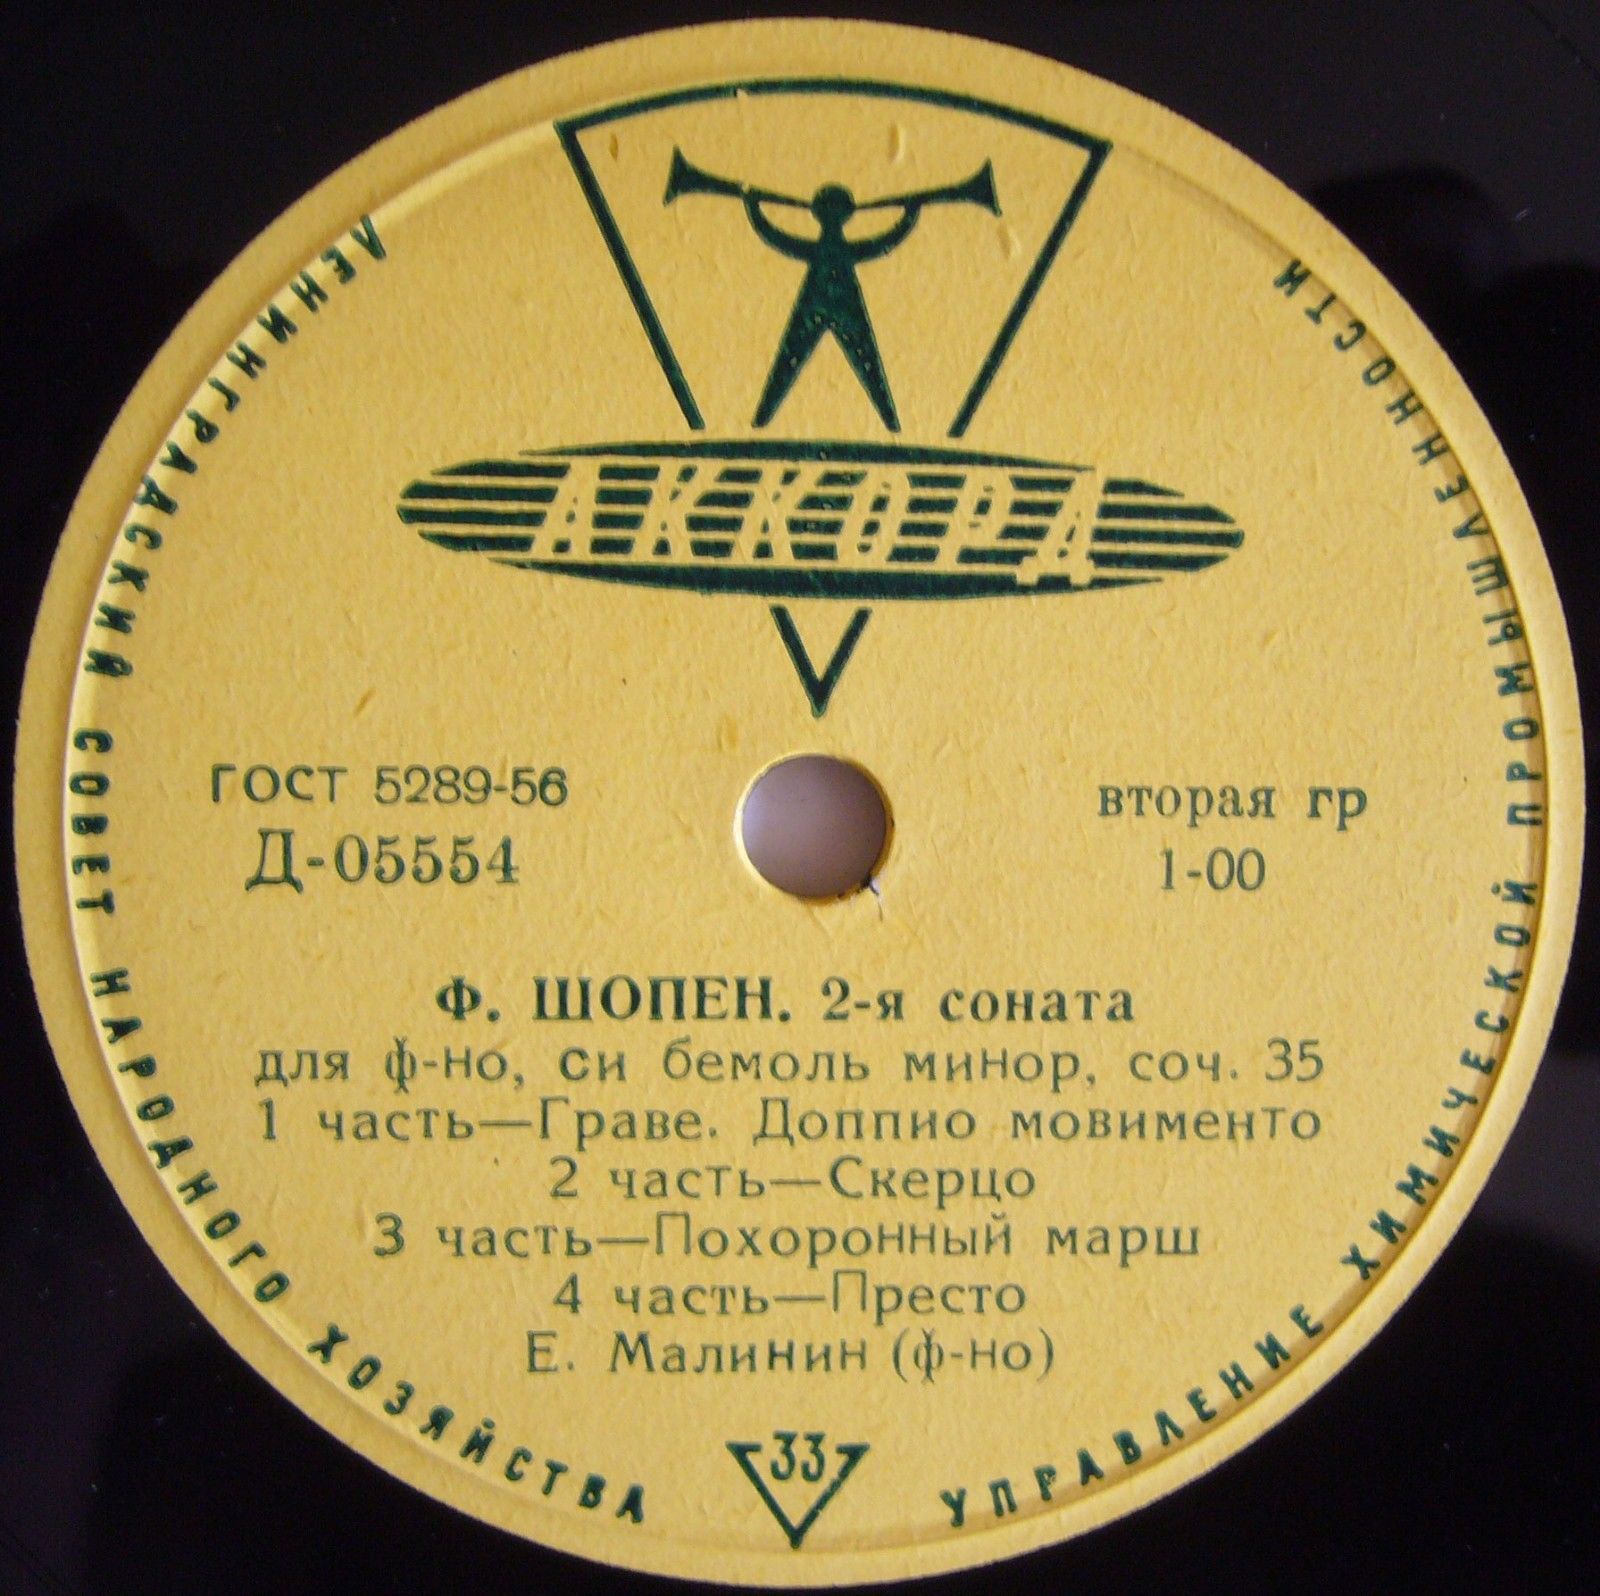 АККОРД
ЛЕНИНГРАДСКИЙ СОВЕТ НАРОДНОГО ХОЗЯЙСТВА
УПРАВЛЕНИЕ ХИМИЧЕСКОЙ ПРОМЫШЛЕННОСТИ
ГОСТ 5289-56
Д-05554
вторая гр
1-00
Ф. ШОПЕН. 2-я соната
для ф-но, си бемоль минор, соч. 35
1 часть—Граве. Доппио мовименто
2 часть—Скерцо
3 часть—Похоронный марш
4 часть—Престо
Е. Малинин (ф-но)
33